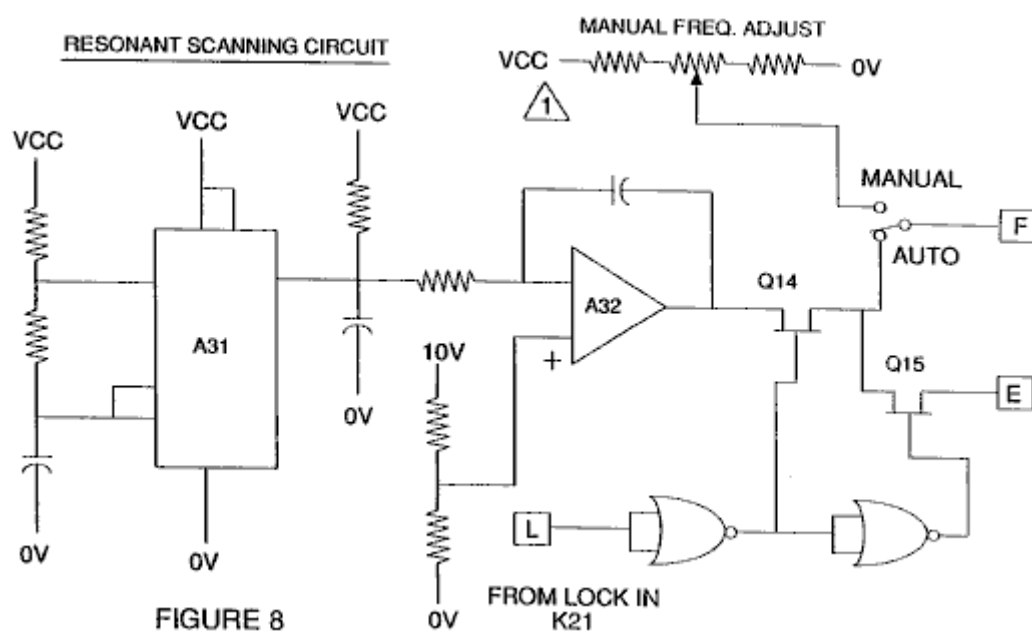 RESONANT SCANNING CIRCUIT
MANUAL FREQ. ADJUST
VCC
0V
1
VCC
VCC
VCC
MANUAL
F
AUTO
A31
A32
+
Q14
Q15
E
10V
0V
L
0V
0V
0V
FROM LOCK IN
K21
FIGURE 8